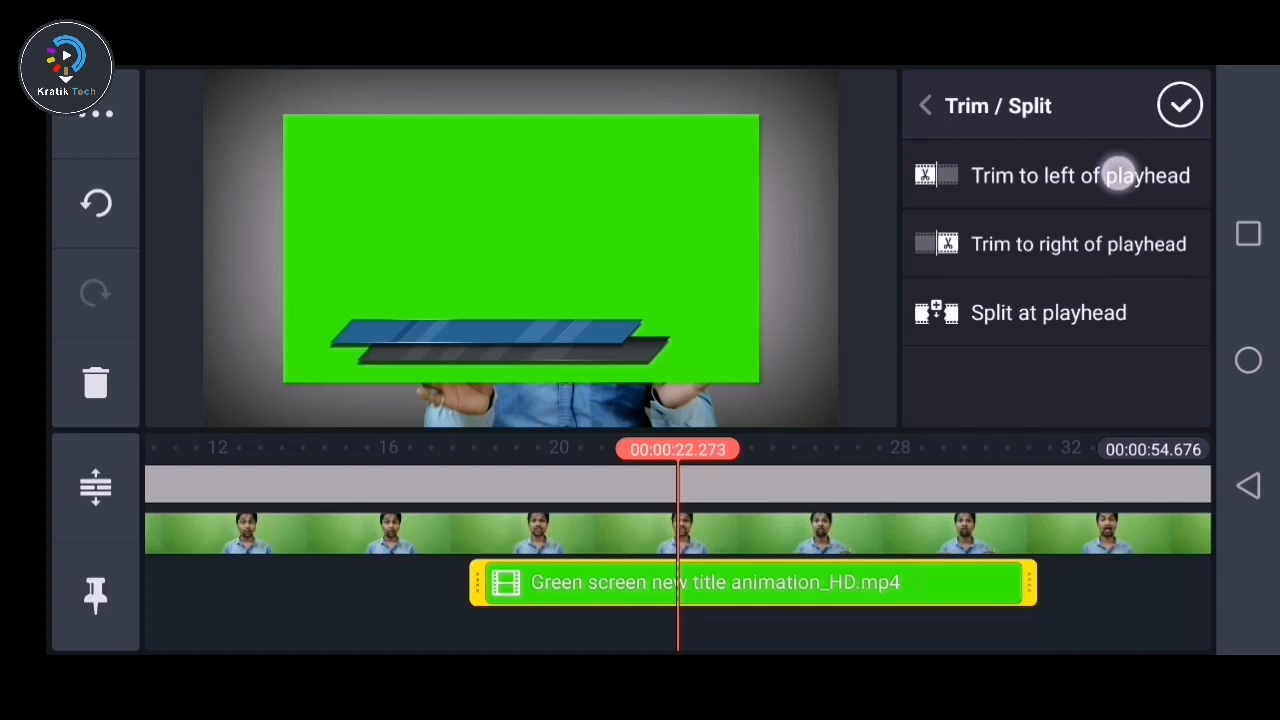 Kratik Tech
Trim / Split
Trim to left of playhead
Trim to right of playhead
Split at playhead
12 16 20 00:00:22.273 28 32 00:00:54.676
Green screen new title animation_HD.mp4